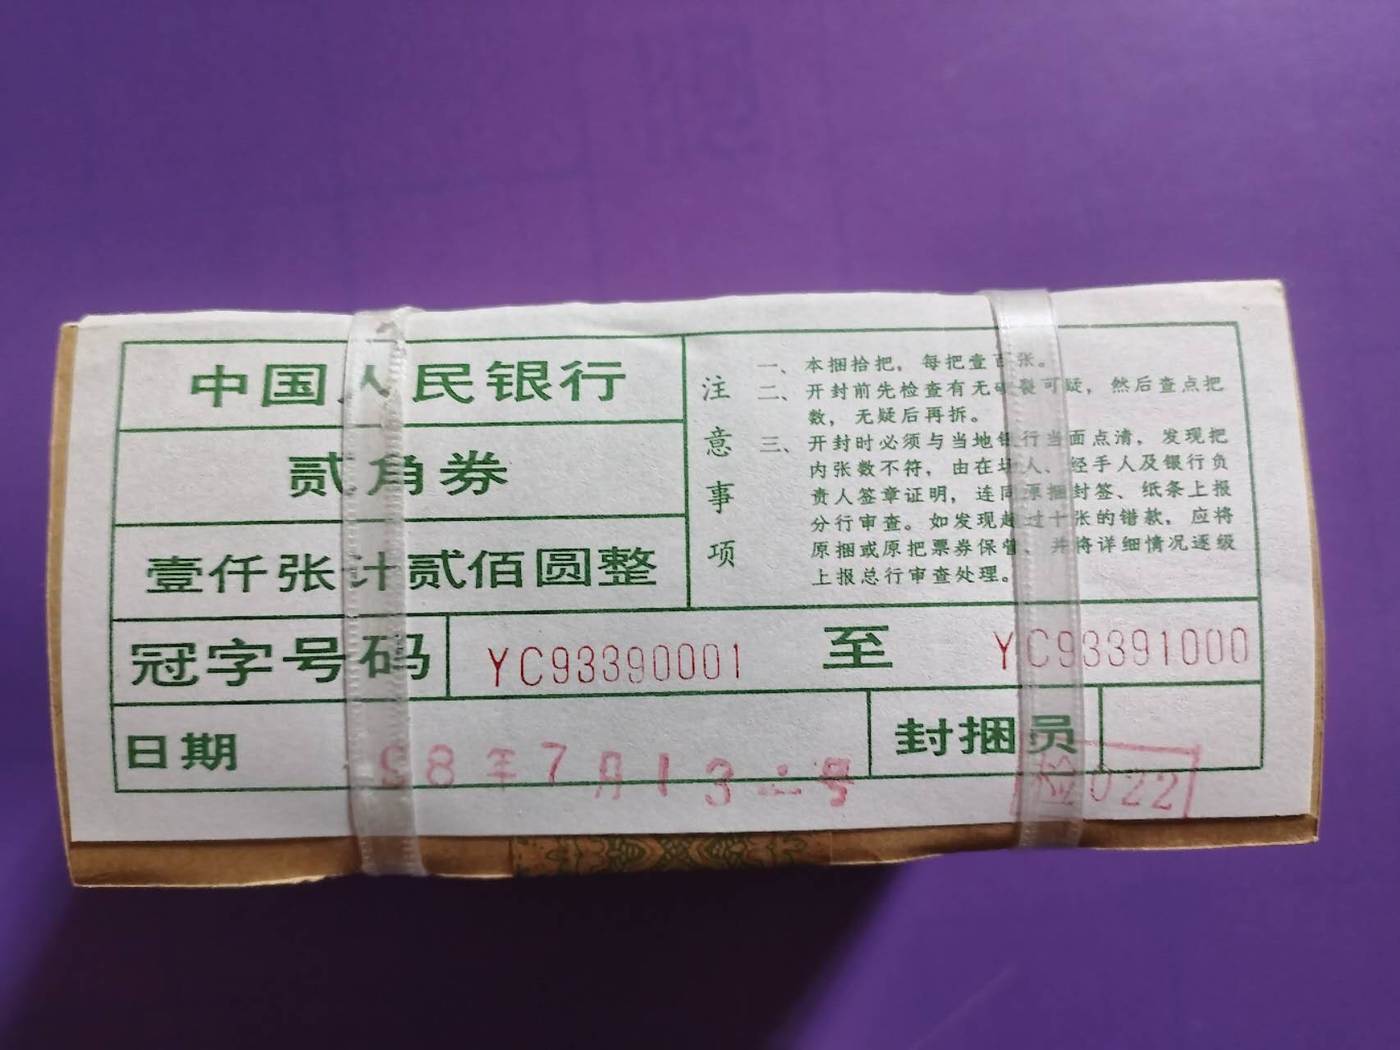 中国人民银行
贰角券
壹仟张计贰佰圆整
注意事项
一、本捆拾把，每把壹百张。
二、开封前先检查有无破裂可疑，然后查点把
数，无疑后再拆。
三、开封时必须与当地银行当面点清，发现把
内张数不符，由在场人、经手人及银行负
责人签章证明，连同原捆封签、纸条上报
分行审查。如发现超过十张的错款，应将
原捆或原把票券保管、并将详细情况逐级
上报总行审查处理。
冠字号码 YC93390001 至 YC93391000
日期 98年7月13 号 封捆员
检022